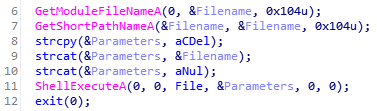 6 GetModuleFileNameA(0, &Filename, 0x104u);
7 GetShortPathNameA(&Filename, &Filename, 0x104u);
8 strcpy(&Parameters, aCDel);
9 strcat(&Parameters, &Filename);
10 strcat(&Parameters, aNul);
11 ShellExecuteA(0, 0, File, &Parameters, 0, 0);
12 exit(0);